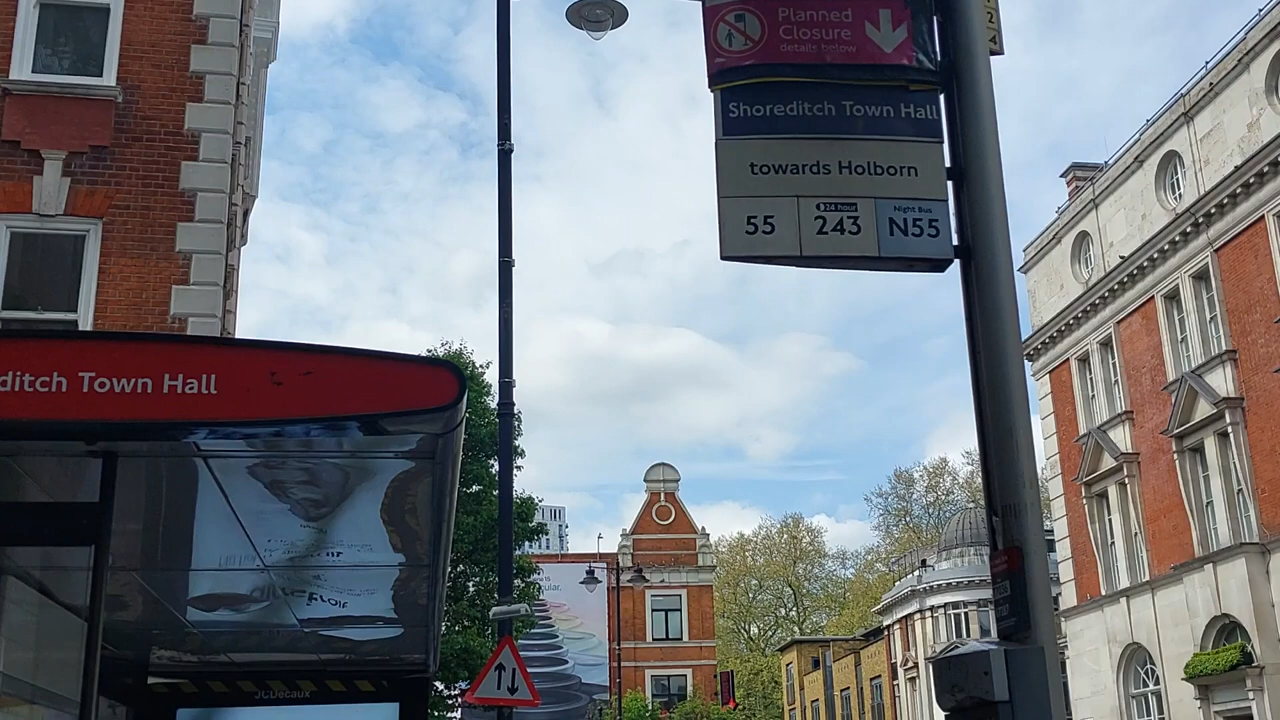 Planned
Closure
details below
Shoreditch Town Hall
towards Holborn
55
24 hour
243
Night Bus
N55
ditch Town Hall
JCDecaux